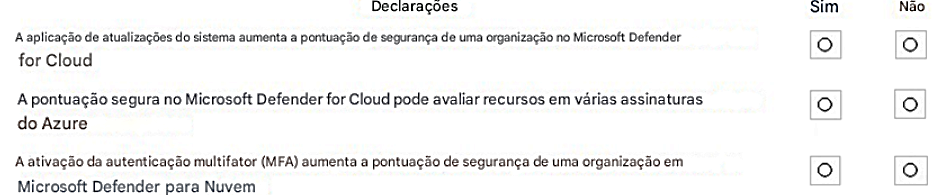 Declarações Sim Não
A aplicação de atualizações do sistema aumenta a pontuação de segurança de uma organização no Microsoft Defender
for Cloud
A pontuação segura no Microsoft Defender for Cloud pode avaliar recursos em várias assinaturas
do Azure
A ativação da autenticação multifator (MFA) aumenta a pontuação de segurança de uma organização em
Microsoft Defender para Nuvem